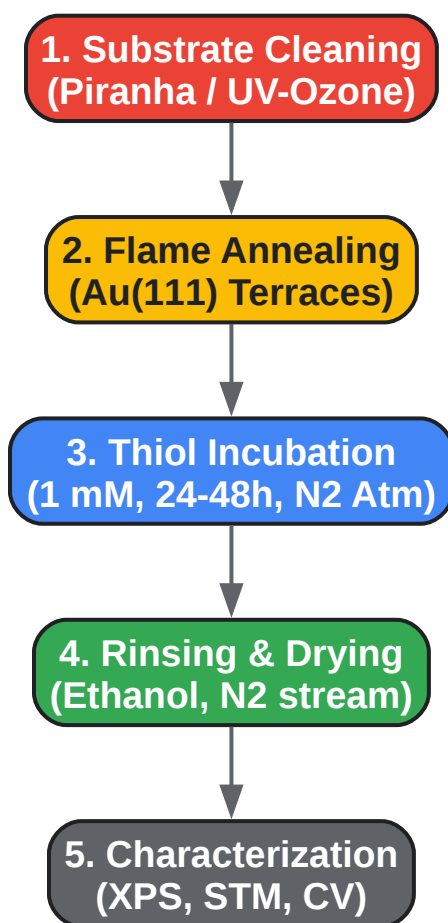 1. Substrate Cleaning
(Piranha / UV-Ozone)
2. Flame Annealing
(Au(111) Terraces)
3. Thiol Incubation
(1 mM, 24-48h, N2 Atm)
4. Rinsing & Drying
(Ethanol, N2 stream)
5. Characterization
(XPS, STM, CV)